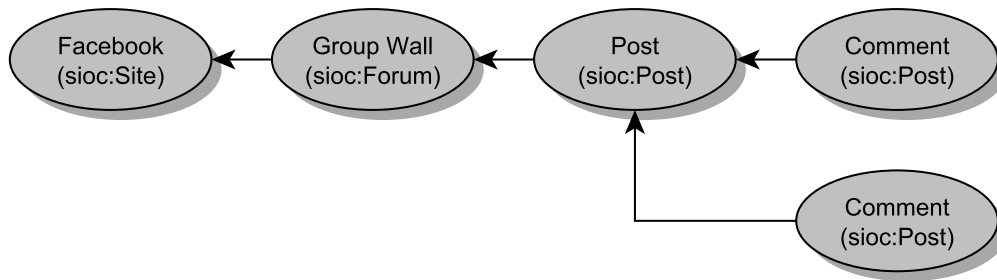 Facebook
(sioc:Site)
Group Wall
(sioc:Forum)
Post
(sioc:Post)
Comment
(sioc:Post)
Comment
(sioc:Post)